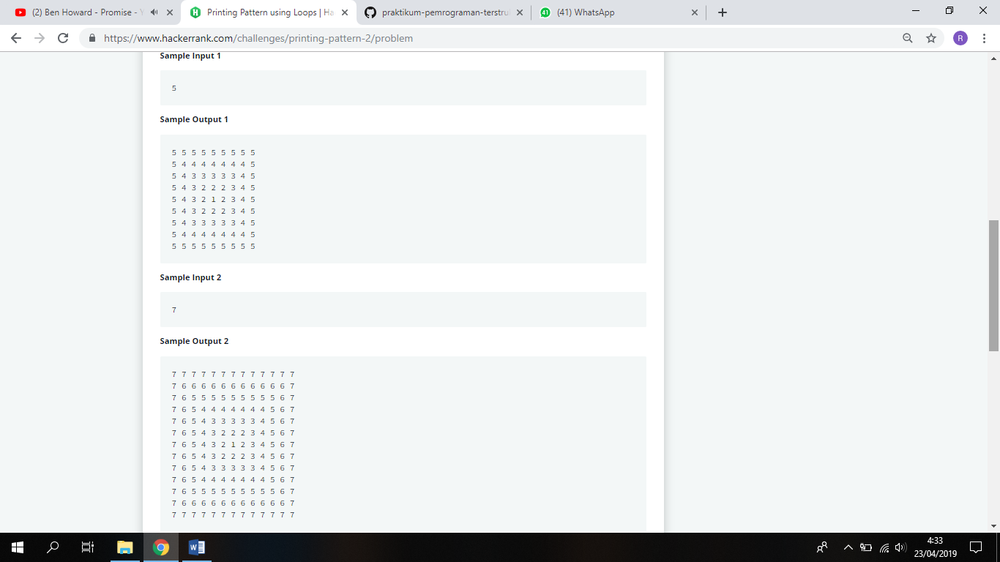 (2) Ben Howard - Promise - Y
Printing Pattern using Loops | Ha
praktikum-pemrograman-terstru
(41) WhatsApp
https://www.hackerrank.com/challenges/printing-pattern-2/problem
R
Sample Input 1
5
Sample Output 1
5 5 5 5 5 5 5 5 5
5 4 4 4 4 4 4 4 5
5 4 3 3 3 3 3 4 5
5 4 3 2 2 2 3 4 5
5 4 3 2 1 2 3 4 5
5 4 3 2 2 2 3 4 5
5 4 3 3 3 3 3 4 5
5 4 4 4 4 4 4 4 5
5 5 5 5 5 5 5 5 5
Sample Input 2
7
Sample Output 2
7 7 7 7 7 7 7 7 7 7 7 7 7
7 6 6 6 6 6 6 6 6 6 6 6 7
7 6 5 5 5 5 5 5 5 5 5 6 7
7 6 5 4 4 4 4 4 4 4 5 6 7
7 6 5 4 3 3 3 3 3 4 5 6 7
7 6 5 4 3 2 2 2 3 4 5 6 7
7 6 5 4 3 2 1 2 3 4 5 6 7
7 6 5 4 3 2 2 2 3 4 5 6 7
7 6 5 4 3 3 3 3 3 4 5 6 7
7 6 5 4 4 4 4 4 4 4 5 6 7
7 6 5 5 5 5 5 5 5 5 5 6 7
7 6 6 6 6 6 6 6 6 6 6 6 7
7 7 7 7 7 7 7 7 7 7 7 7 7
4:33
23/04/2019